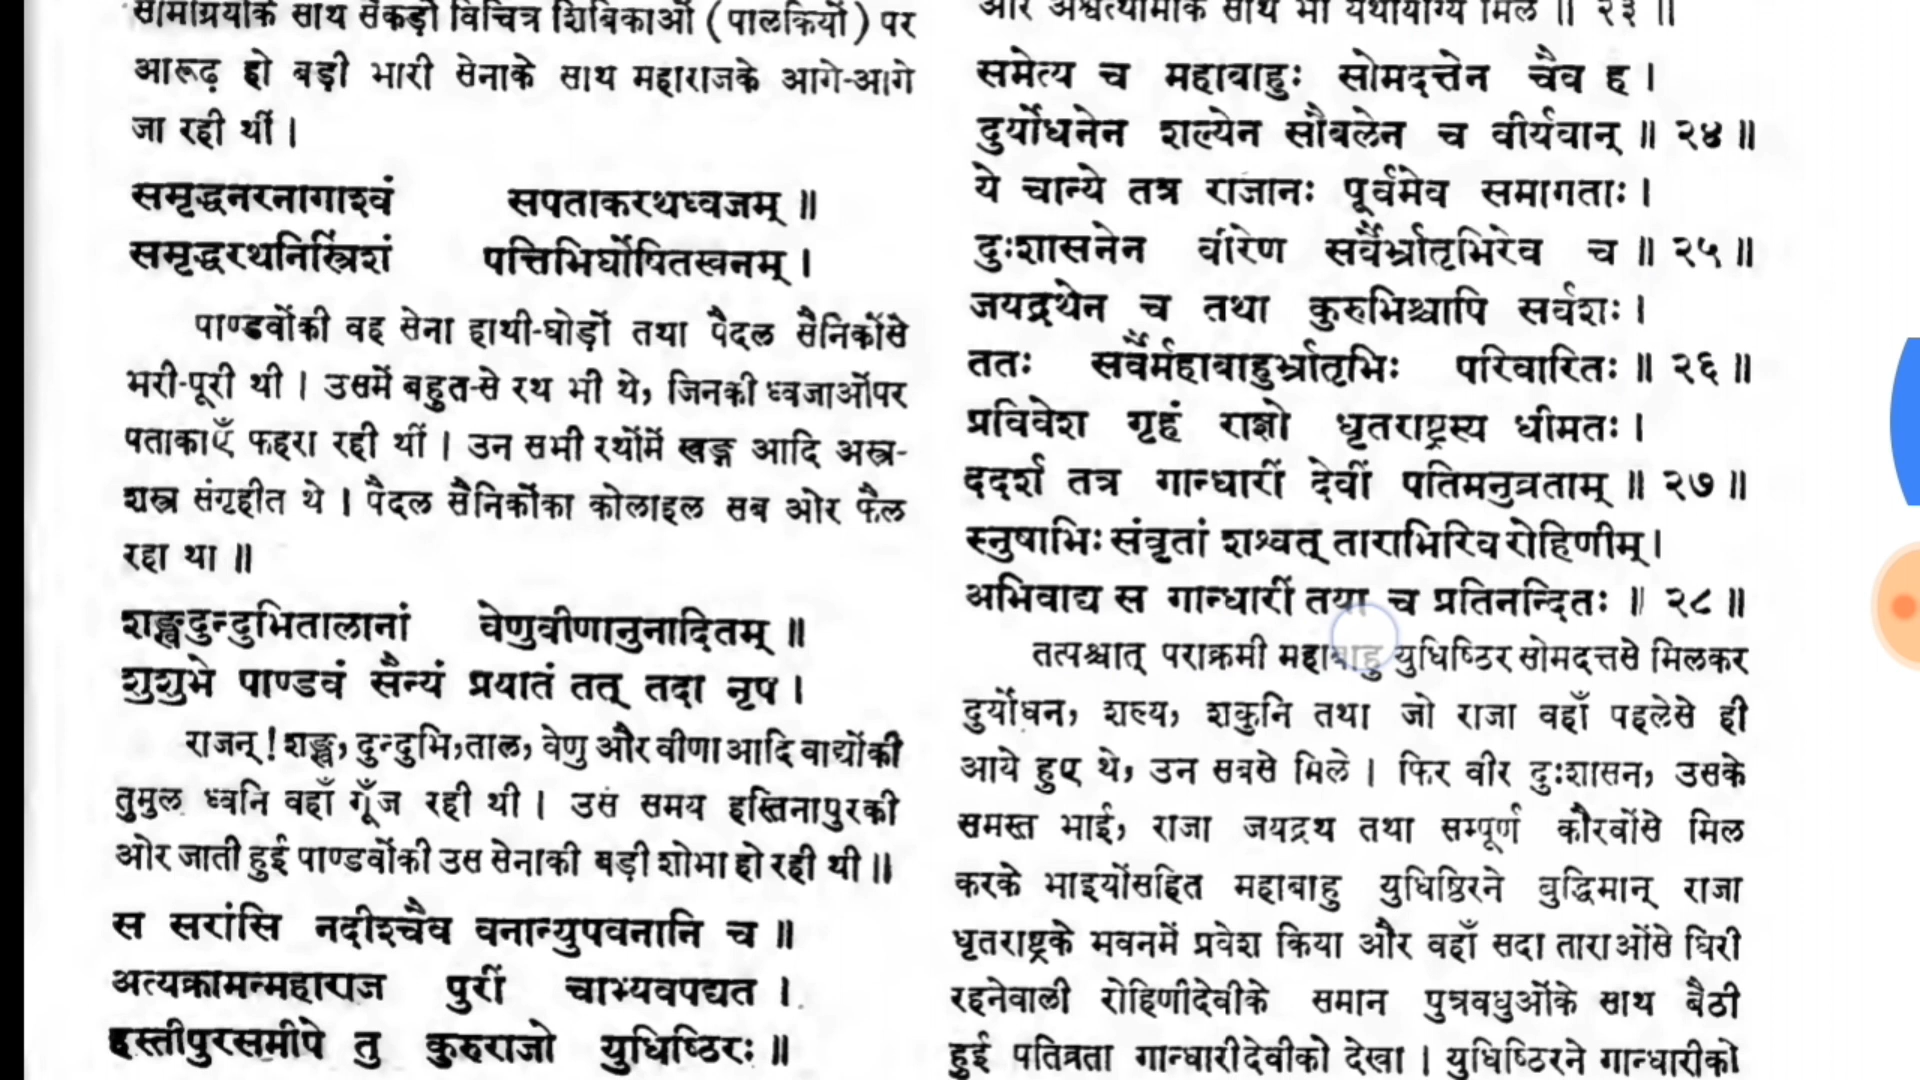 सामग्रियोंके साथ सैकड़ों विचित्र शिबिकाओं (पालकियों) पर
आरूढ़ हो बड़ी भारी सेनाके साथ महाराजके आगे-आगे
जा रही थीं ।
समृद्धनरनागाश्वं सपताकरथध्वजम् ॥
समृद्धरथनिस्त्रिंशं पत्तिभिर्घोषितस्वनम् ।
पाण्डवोंकी वह सेना हाथी-घोड़ों तथा पैदल सैनिकोंसे
भरी-पूरी थी । उसमें बहुत-से रथ भी थे, जिनकी ध्वजाओंपर
पताकाएँ फहरा रही थीं । उन सभी रथोंमें खड्ग आदि अस्त्र-
शस्त्र संगृहीत थे । पैदल सैनिकोंका कोलाहल सब ओर फैल
रहा था ॥
शङ्खदुन्दुभितालानां वेणुवीणानुनादितम् ॥
शुशुभे पाण्डवं सैन्यं प्रयातं तत् तदा नृप ।
राजन् ! शङ्ख, दुन्दुभि, ताल, वेणु और वीणा आदि वाद्योंकी
तुमुल ध्वनि वहाँ गूँज रही थी । उस समय हस्तिनापुरकी
ओर जाती हुई पाण्डवोंकी उस सेनाकी बड़ी शोभा हो रही थी ॥
स सरांसि नदीश्चैव वनान्युपवनानि च ॥
अत्यक्रामन्महाराज पुरीं चाभ्यवपद्यत ।
हस्तीपुरसमीपे तु कुरुराजो युधिष्ठिरः ॥
और अश्वत्थामाके साथ भी यथायोग्य मिले ॥ २३ ॥
समेत्य च महाबाहुः सोमदत्तेन चैव ह ।
दुर्योधनेन शल्येन सौबलेन च वीर्यवान् ॥ २४ ॥
ये चान्ये तत्र राजानः पूर्वमेव समागताः ।
दुःशासनेन वीरेण सर्वैर्भ्रातृभिरेव च ॥ २५ ॥
जयद्रथेन च तथा कुरुभिश्चापि सर्वशः ।
ततः सर्वैर्महाबाहुर्भ्रातृभिः परिवारितः ॥ २६ ॥
प्रविवेश गृहं राज्ञो धृतराष्ट्रस्य धीमतः ।
ददर्श तत्र गान्धारीं देवीं पतिमनुव्रताम् ॥ २७ ॥
स्नुषाभिः संवृतां शश्वत् ताराभिरिव रोहिणीम् ।
अभिवाद्य स गान्धारीं तया च प्रतिनन्दितः ॥ २८ ॥
तत्पश्चात् पराक्रमी महाबाहु युधिष्ठिर सोमदत्तसे मिलकर
दुर्योधन, शल्य, शकुनि तथा जो राजा वहाँ पहलेसे ही
आये हुए थे, उन सबसे मिले । फिर वीर दुःशासन, उसके
समस्त भाई, राजा जयद्रथ तथा सम्पूर्ण कौरवोंसे मिल
करके भाइयोंसहित महाबाहु युधिष्ठिरने बुद्धिमान् राजा
धृतराष्ट्रके भवनमें प्रवेश किया और वहाँ सदा ताराओंसे घिरी
रहनेवाली रोहिणीदेवीके समान पुत्रवधुओंके साथ बैठी
हुई पतिव्रता गान्धारीदेवीको देखा । युधिष्ठिरने गान्धारीको